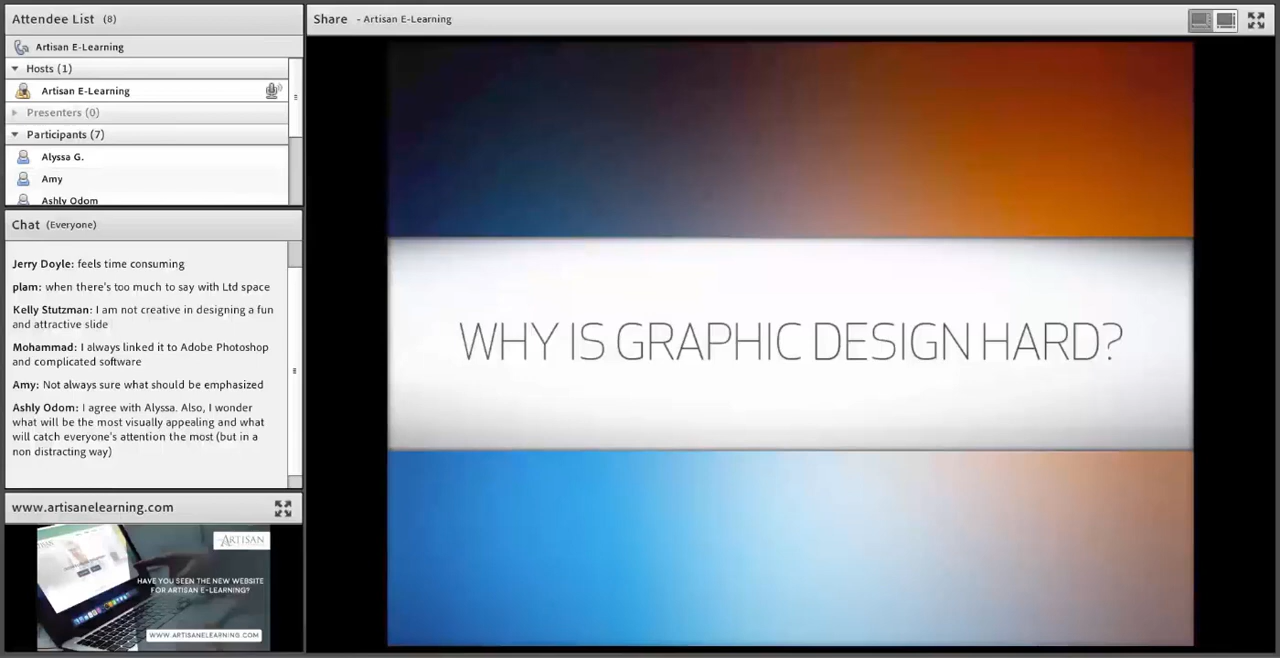 Attendee List (8)
Artisan E-Learning
Hosts (1)
Artisan E-Learning
Presenters (0)
Participants (7)
Alyssa G.
Amy
Ashly Odom
Chat (Everyone)
Jerry Doyle: feels time consuming
plam: when there's too much to say with Ltd space
Kelly Stutzman: I am not creative in designing a fun
and attractive slide
Mohammad: I always linked it to Adobe Photoshop
and complicated software
Amy: Not always sure what should be emphasized
Ashly Odom: I agree with Alyssa. Also, I wonder
what will be the most visually appealing and what
will catch everyone's attention the most (but in a
non distracting way)
www.artisanelearning.com
ARTISAN
HAVE YOU SEEN THE NEW WEBSITE
FOR ARTISAN E-LEARNING?
WWW.ARTISANELEARNING.COM
Share - Artisan E-Learning
WHY IS GRAPHIC DESIGN HARD?